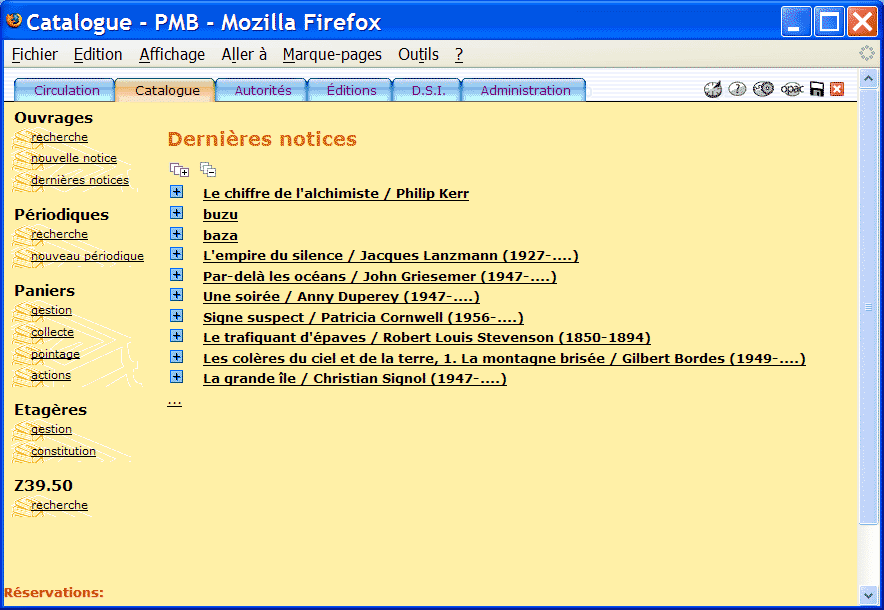 Catalogue - PMB - Mozilla Firefox
Fichier Edition Affichage Aller à Marque-pages Outils ?
Circulation Catalogue Autorités Éditions D.S.I. Administration ? opac
Ouvrages
recherche
nouvelle notice
dernières notices
Périodiques
recherche
nouveau périodique
Paniers
gestion
collecte
pointage
actions
Etagères
gestion
constitution
Z39.50
recherche
Dernières notices
Le chiffre de l'alchimiste / Philip Kerr
buzu
baza
L'empire du silence / Jacques Lanzmann (1927-....)
Par-delà les océans / John Griesemer (1947-....)
Une soirée / Anny Duperey (1947-....)
Signe suspect / Patricia Cornwell (1956-....)
Le trafiquant d'épaves / Robert Louis Stevenson (1850-1894)
Les colères du ciel et de la terre, 1. La montagne brisée / Gilbert Bordes (1949-....)
La grande île / Christian Signol (1947-....)
...
Réservations: